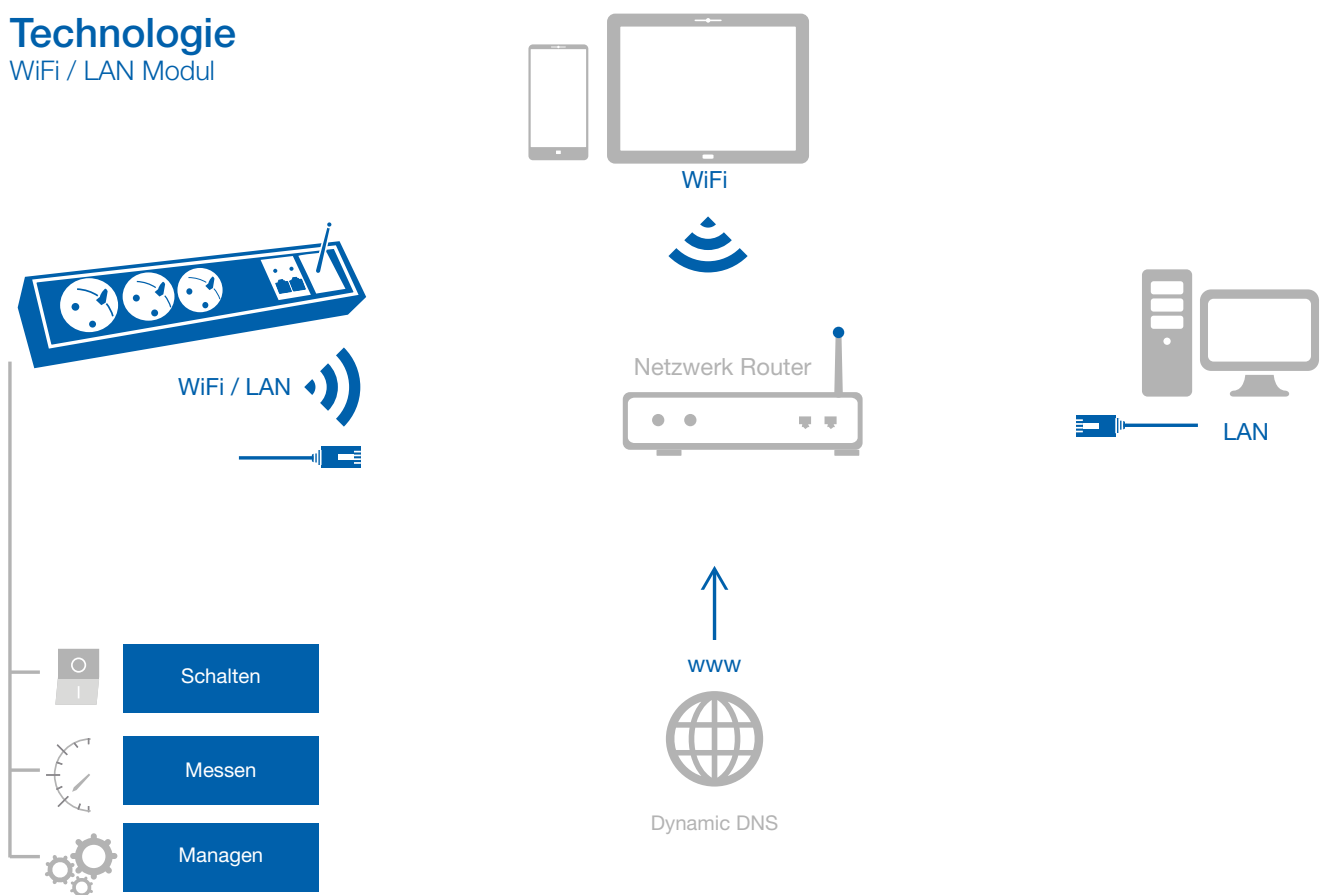 Technologie
WiFi / LAN Modul
WiFi
WiFi / LAN
Netzwerk Router
LAN
www
Dynamic DNS
Schalten
Messen
Managen